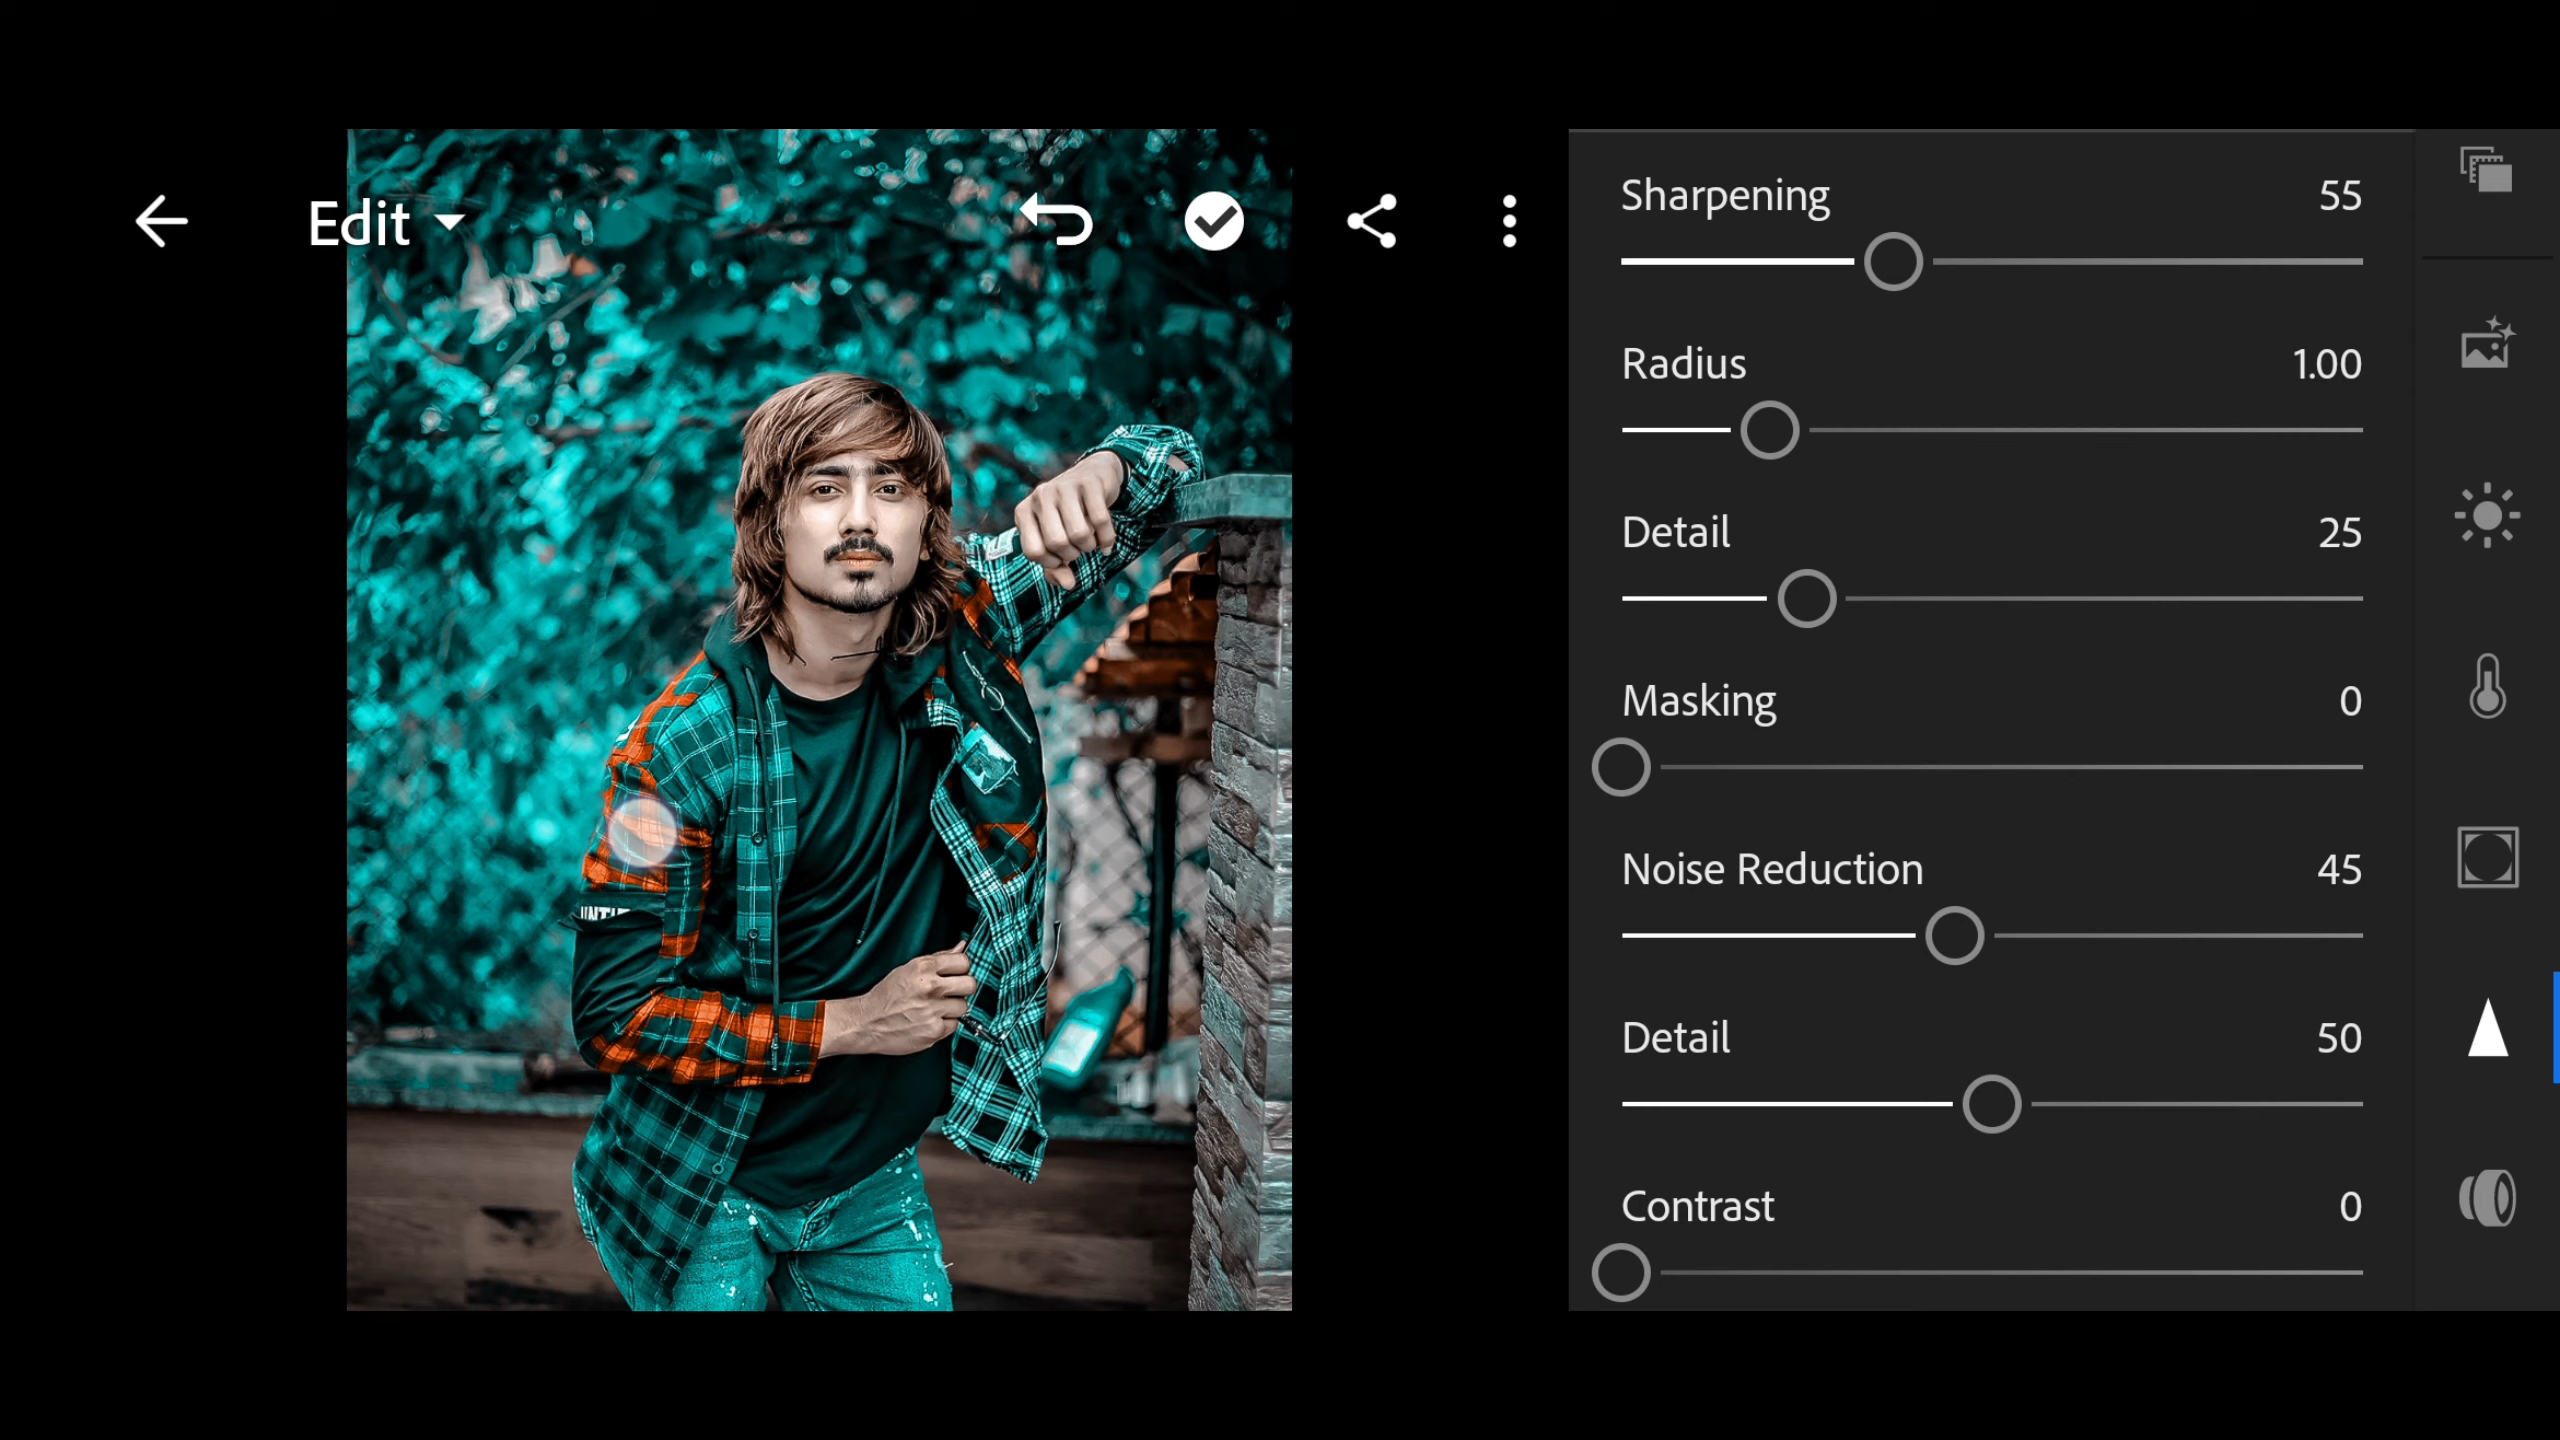 Edit
Sharpening 55
Radius 1.00
Detail 25
Masking 0
Noise Reduction 45
Detail 50
Contrast 0